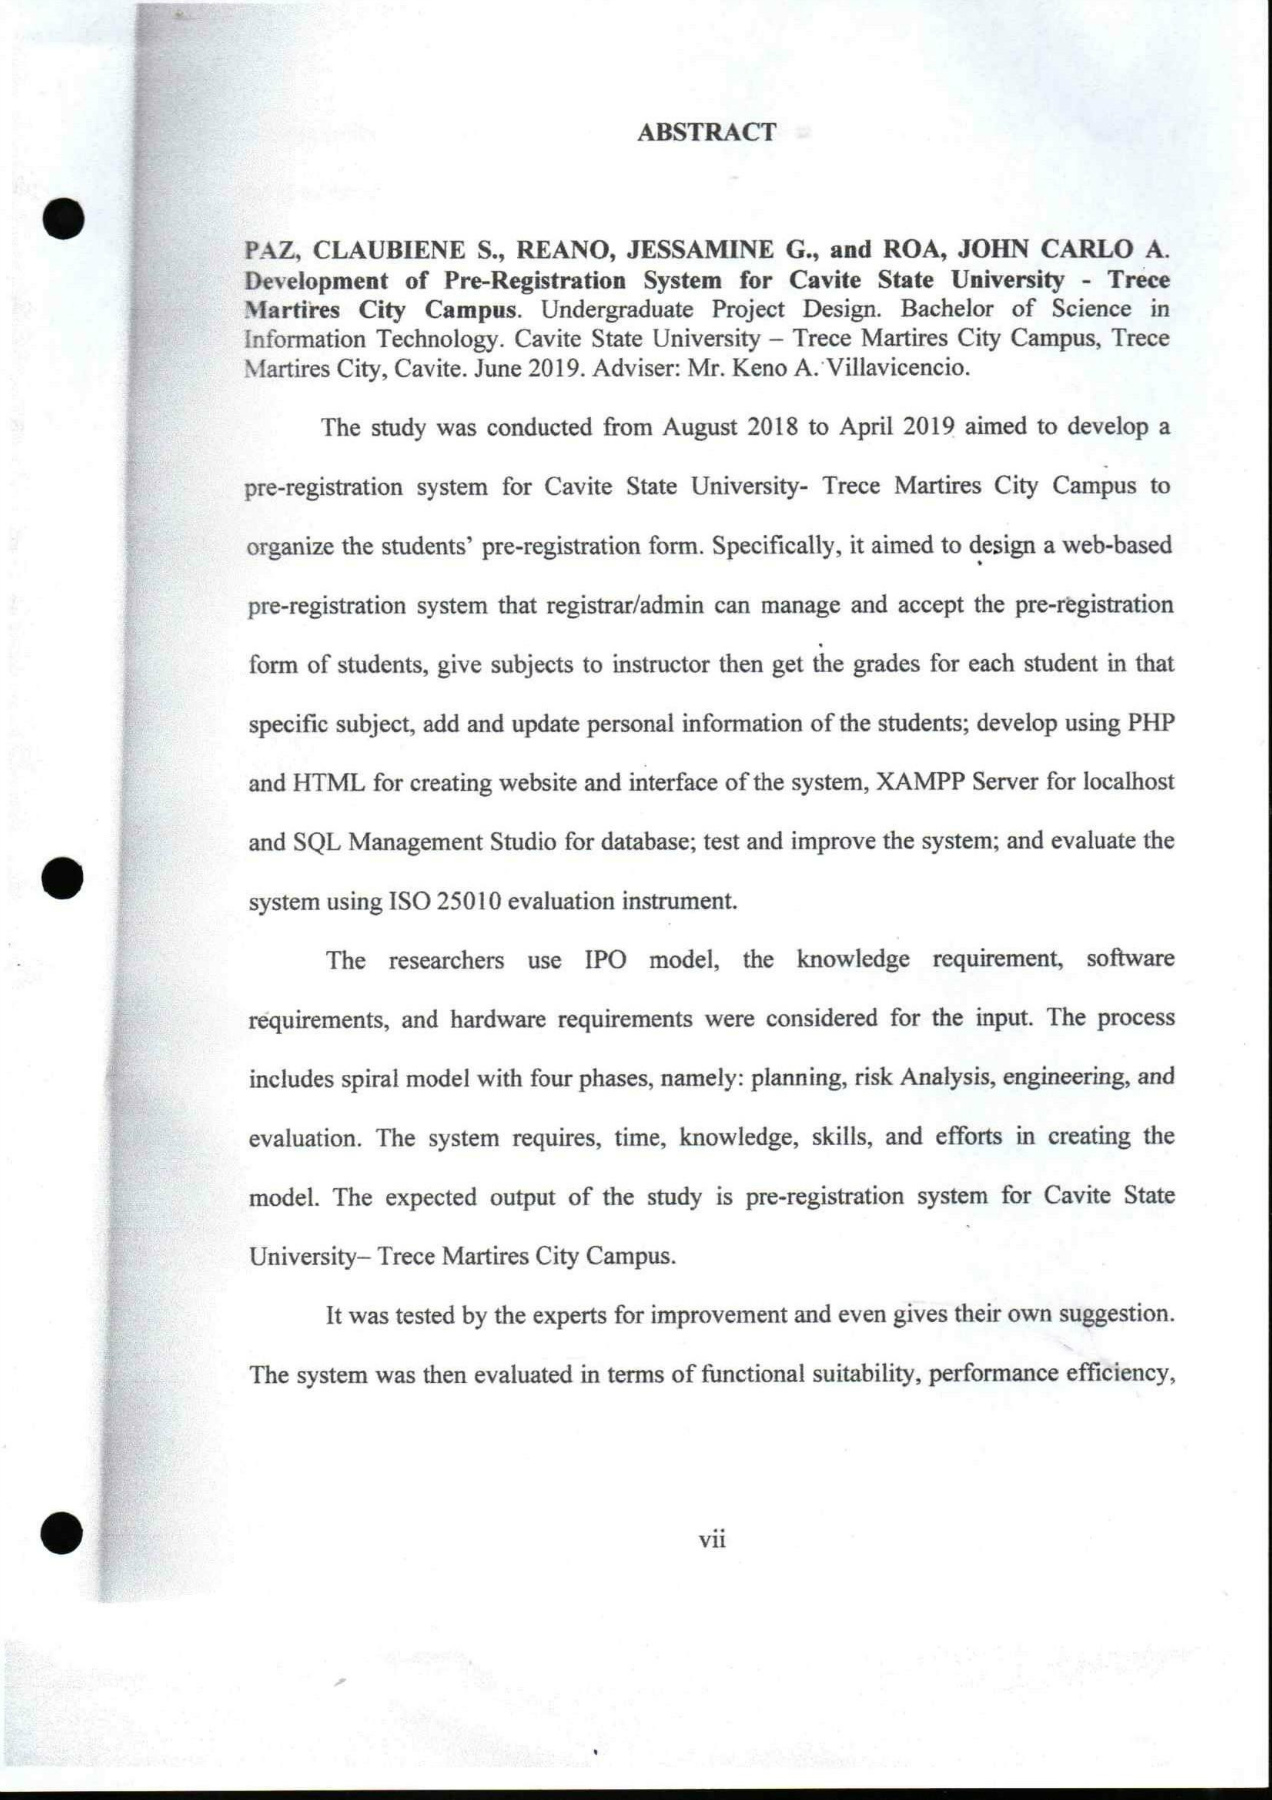 ABSTRACT
PAZ, CLAUBIENE S., REANO, JESSAMINE G., and ROA, JOHN CARLO A.
Development of Pre-Registration System for Cavite State University - Trece
Martires City Campus. Undergraduate Project Design. Bachelor of Science in
Information Technology. Cavite State University – Trece Martires City Campus, Trece
Martires City, Cavite. June 2019. Adviser: Mr. Keno A. Villavicencio.
The study was conducted from August 2018 to April 2019 aimed to develop a
pre-registration system for Cavite State University- Trece Martires City Campus to
organize the students’ pre-registration form. Specifically, it aimed to design a web-based
pre-registration system that registrar/admin can manage and accept the pre-registration
form of students, give subjects to instructor then get the grades for each student in that
specific subject, add and update personal information of the students; develop using PHP
and HTML for creating website and interface of the system, XAMPP Server for localhost
and SQL Management Studio for database; test and improve the system; and evaluate the
system using ISO 25010 evaluation instrument.
The researchers use IPO model, the knowledge requirement, software
requirements, and hardware requirements were considered for the input. The process
includes spiral model with four phases, namely: planning, risk Analysis, engineering, and
evaluation. The system requires, time, knowledge, skills, and efforts in creating the
model. The expected output of the study is pre-registration system for Cavite State
University– Trece Martires City Campus.
It was tested by the experts for improvement and even gives their own suggestion.
The system was then evaluated in terms of functional suitability, performance efficiency,
vii